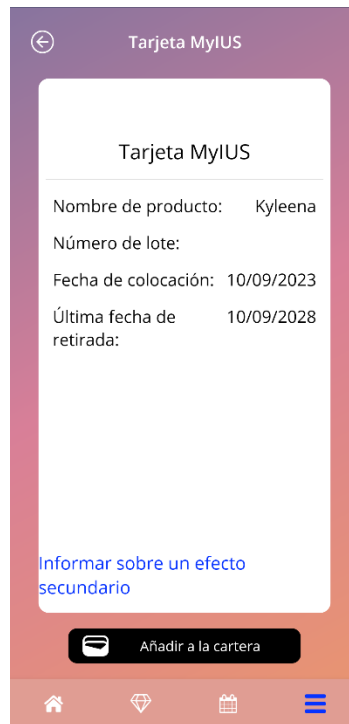 Tarjeta MyIUS
Tarjeta MyIUS
Nombre de producto: Kyleena
Número de lote:
Fecha de colocación: 10/09/2023
Última fecha de 10/09/2028
retirada:
Informar sobre un efecto
secundario
Añadir a la cartera